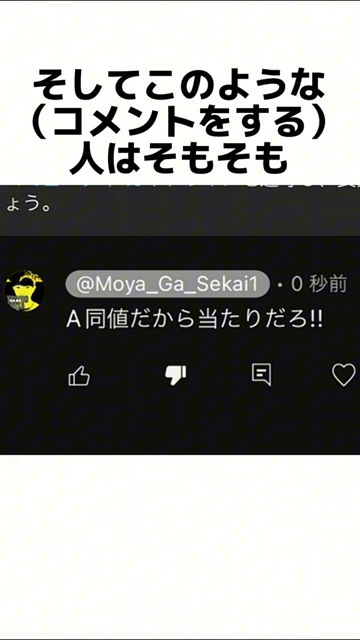 そしてこのような
（コメントをする）
人はそもそも
ょう。
@Moya_Ga_Sekai1・0 秒前
A 同値だから当たりだろ!!